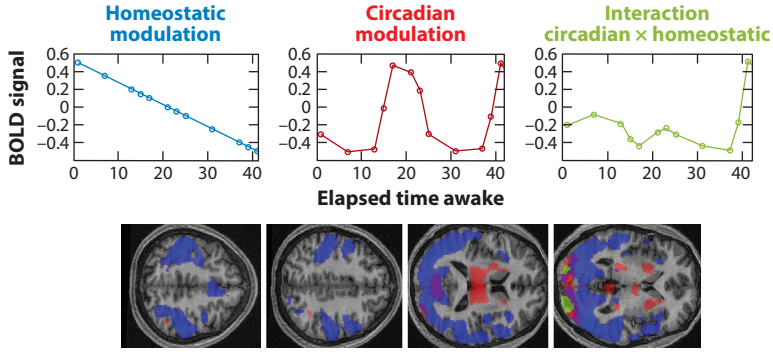 Homeostatic
modulation
Circadian
modulation
Interaction
circadian × homeostatic
BOLD signal
0.6
0.4
0.2
0
−0.2
−0.4
0 10 20 30 40
0.6
0.4
0.2
0
−0.2
−0.4
0 10 20 30 40
0.6
0.4
0.2
0
−0.2
−0.4
0 10 20 30 40
Elapsed time awake